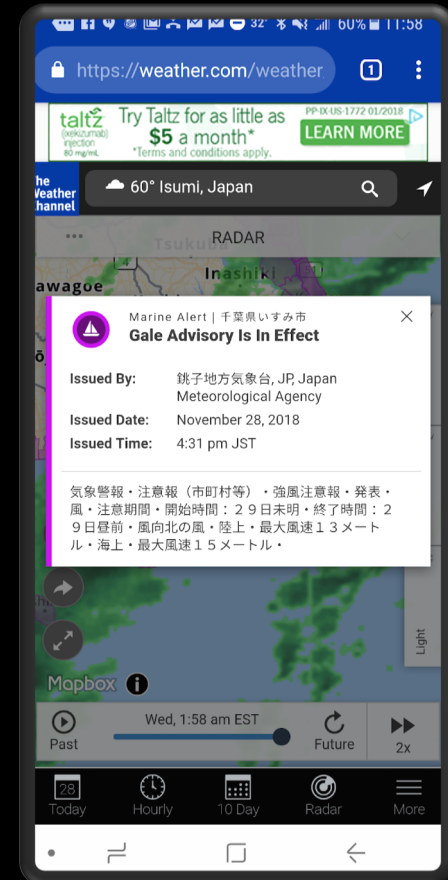 32° 60% 11:58
https://weather.com/weather
1
taltz
(ixekizumab)
injection
80 mg/mL
Try Taltz for as little as
$5 a month*
*Terms and conditions apply.
PP-IX-US-1772 01/2018
LEARN MORE
The
Weather
Channel
60° Isumi, Japan
RADAR
Tsukuba
Inashiki
awagoe
Marine Alert | 千葉県いすみ市
Gale Advisory Is In Effect
Issued By: 銚子地方気象台, JP, Japan
Meteorological Agency
Issued Date: November 28, 2018
Issued Time: 4:31 pm JST
気象警報・注意報（市町村等）・強風注意報・発表・
風・注意期間・開始時間：２９日未明・終了時間：２
９日昼前・風向北の風・陸上・最大風速１３メート
ル・海上・最大風速１５メートル・
Light
Mapbox
Wed, 1:58 am EST
Past
Future
2x
28
Today
Hourly
10 Day
Radar
More